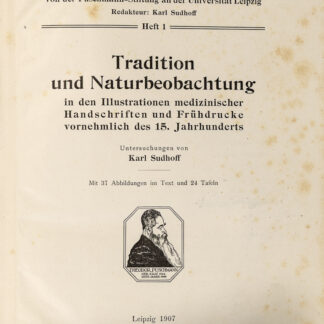 von der Puschmann-Stiftung an der Universität Leipzig
Redakteur: Karl Sudhoff
Heft 1
Tradition
und Naturbeobachtung
in den Illustrationen medizinischer
Handschriften und Frühdrucke
vornehmlich des 15. Jahrhunderts
Untersuchungen von
Karl Sudhoff
Mit 37 Abbildungen im Text und 24 Tafeln
THEODOR PUSCHMANN
Leipzig 1907